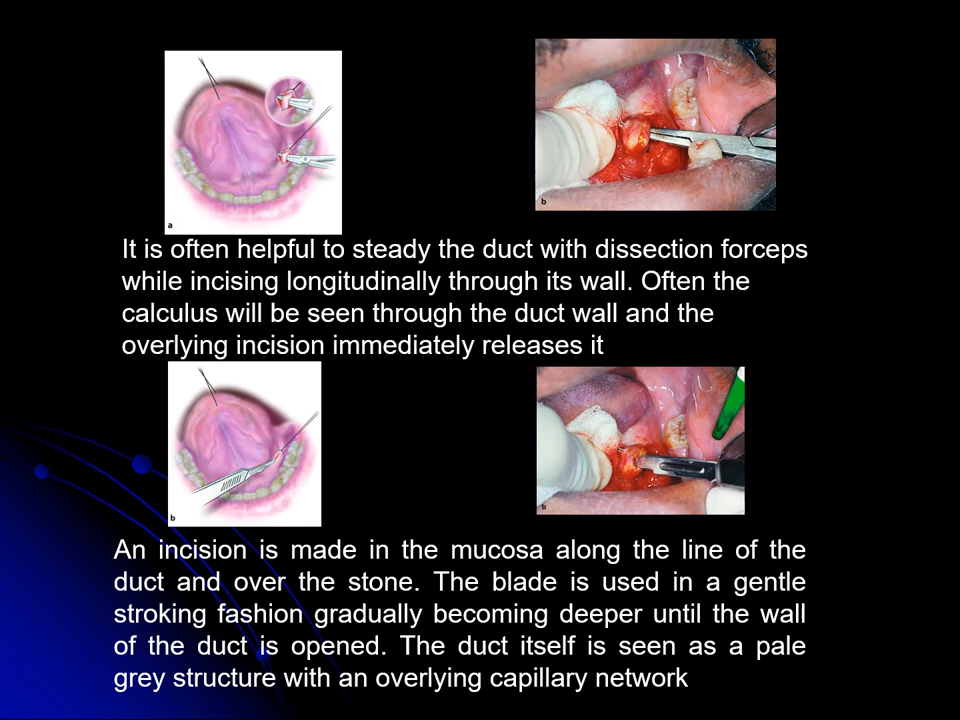 a
b
It is often helpful to steady the duct with dissection forceps
while incising longitudinally through its wall. Often the
calculus will be seen through the duct wall and the
overlying incision immediately releases it
b
b
An incision is made in the mucosa along the line of the
duct and over the stone. The blade is used in a gentle
stroking fashion gradually becoming deeper until the wall
of the duct is opened. The duct itself is seen as a pale
grey structure with an overlying capillary network